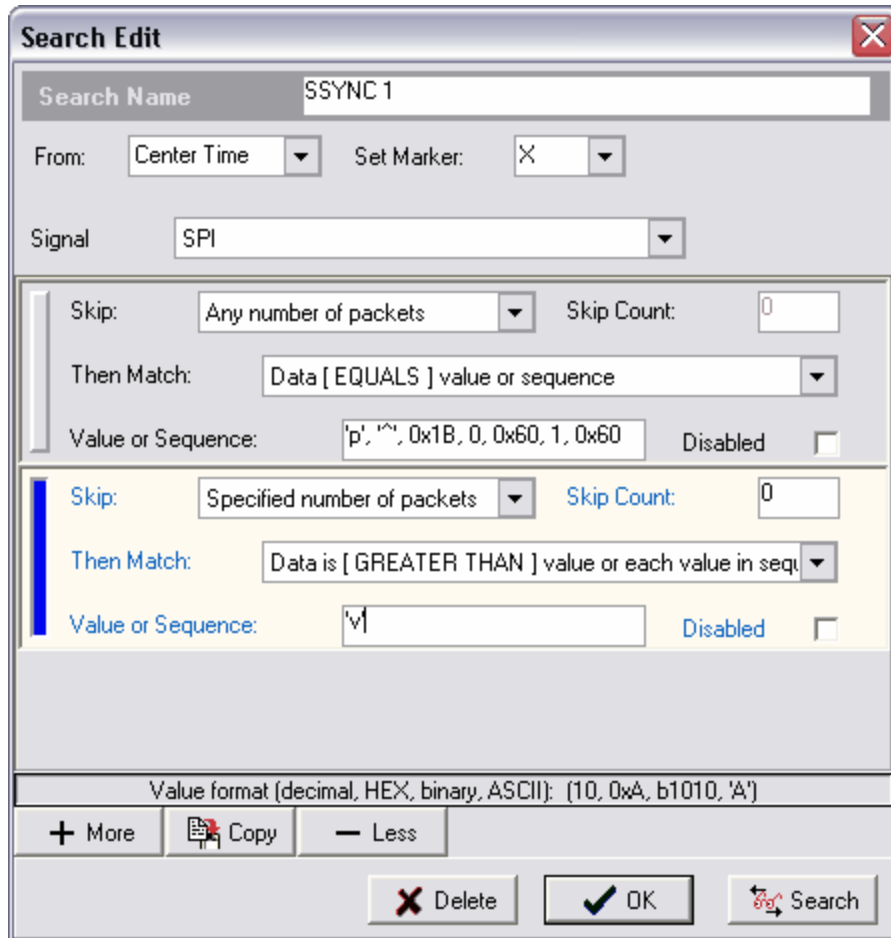 Search Edit
Search Name SSYNC 1
From: Center Time Set Marker: X
Signal SPI
Skip: Any number of packets Skip Count: 0
Then Match: Data [ EQUALS ] value or sequence
Value or Sequence: 'p', '^', 0x1B, 0, 0x60, 1, 0x60 Disabled
Skip: Specified number of packets Skip Count: 0
Then Match: Data is [ GREATER THAN ] value or each value in sequ
Value or Sequence: 'v' Disabled
Value format (decimal, HEX, binary, ASCII): (10, 0xA, b1010, 'A')
+ More Copy − Less
Delete OK Search